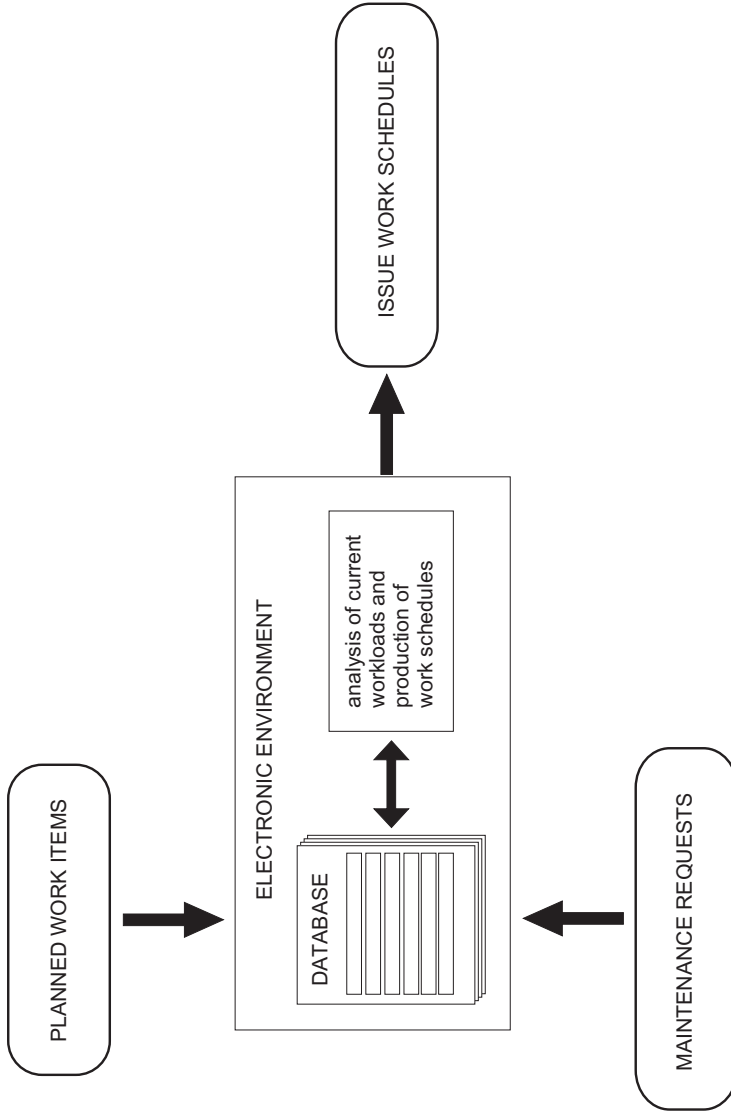 PLANNED WORK ITEMS
ELECTRONIC ENVIRONMENT
DATABASE
analysis of current
workloads and
production of
work schedules
ISSUE WORK SCHEDULES
MAINTENANCE REQUESTS